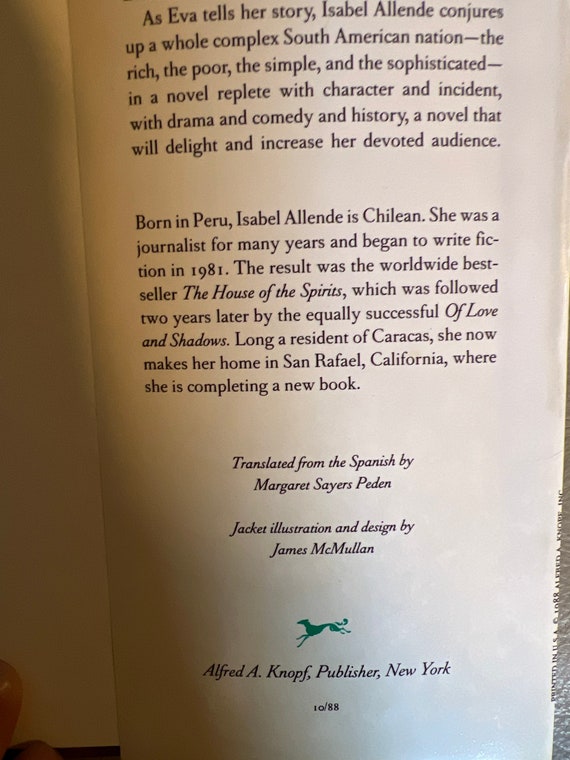 As Eva tells her story, Isabel Allende conjures
up a whole complex South American nation—the
rich, the poor, the simple, and the sophisticated—
in a novel replete with character and incident,
with drama and comedy and history, a novel that
will delight and increase her devoted audience.
Born in Peru, Isabel Allende is Chilean. She was a
journalist for many years and began to write fic-
tion in 1981. The result was the worldwide best-
seller The House of the Spirits, which was followed
two years later by the equally successful Of Love
and Shadows. Long a resident of Caracas, she now
makes her home in San Rafael, California, where
she is completing a new book.
Translated from the Spanish by
Margaret Sayers Peden
Jacket illustration and design by
James McMullan
Alfred A. Knopf, Publisher, New York
10/88
PRINTED IN U.S.A. © 1988 ALFRED A. KNOPF, INC.